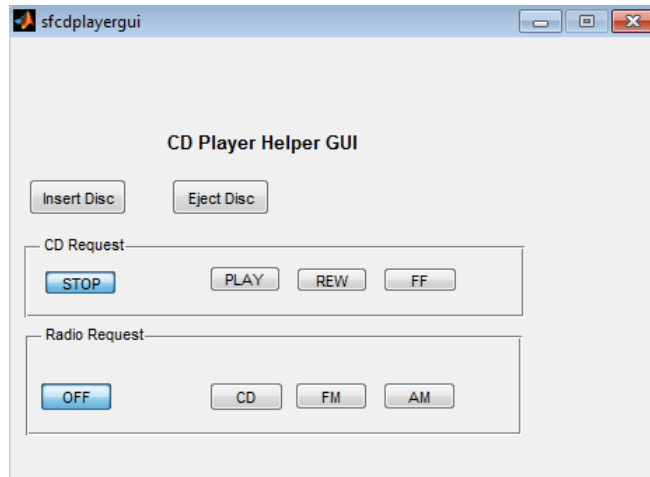 sfcdplayergui
CD Player Helper GUI
Insert Disc Eject Disc
CD Request
STOP PLAY REW FF
Radio Request
OFF CD FM AM